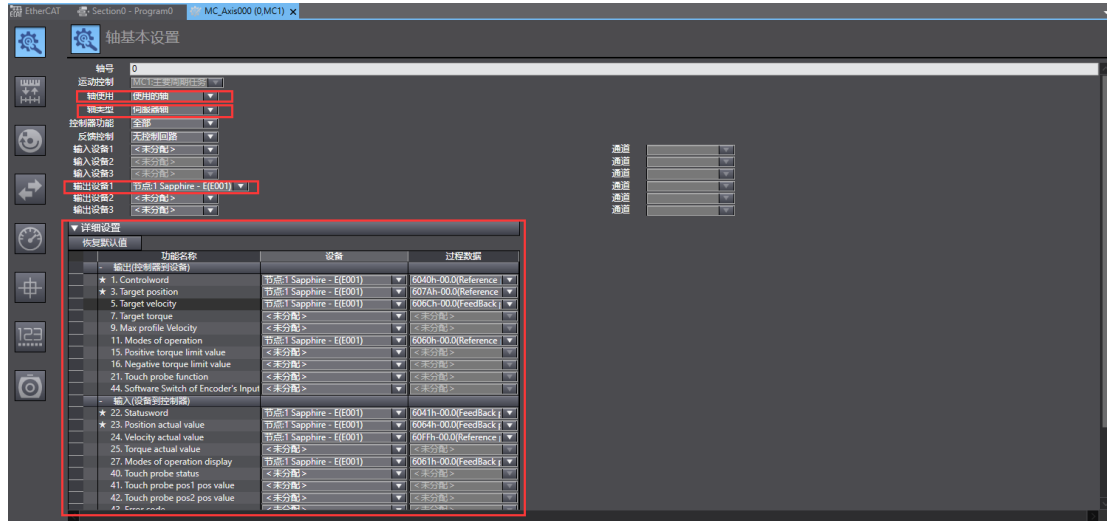 EtherCAT Section0 - Program0 MC_Axis000 (0,MC1) x
轴基本设置
轴号 0
运动控制 MC1:主要周期任务
轴使用 使用的轴
轴类型 伺服器轴
控制器功能 全部
反馈控制 无控制回路
输入设备1 <未分配> 通道
输入设备2 <未分配> 通道
输入设备3 <未分配> 通道
输出设备1 节点:1 Sapphire - E(E001) 通道
输出设备2 <未分配> 通道
输出设备3 <未分配> 通道
▼详细设置
恢复默认值
功能名称 设备 过程数据
- 输出(控制器到设备)
★ 1. Controlword 节点:1 Sapphire - E(E001) 6040h-00.0(Reference
★ 3. Target position 节点:1 Sapphire - E(E001) 607Ah-00.0(Reference
5. Target velocity 节点:1 Sapphire - E(E001) 606Ch-00.0(FeedBack
7. Target torque <未分配> <未分配>
9. Max profile Velocity <未分配> <未分配>
11. Modes of operation 节点:1 Sapphire - E(E001) 6060h-00.0(Reference
15. Positive torque limit value <未分配> <未分配>
16. Negative torque limit value <未分配> <未分配>
21. Touch probe function <未分配> <未分配>
44. Software Switch of Encoder's Input <未分配> <未分配>
- 输入(设备到控制器)
★ 22. Statusword 节点:1 Sapphire - E(E001) 6041h-00.0(FeedBack
★ 23. Position actual value 节点:1 Sapphire - E(E001) 6064h-00.0(FeedBack
24. Velocity actual value 节点:1 Sapphire - E(E001) 60FFh-00.0(Reference
25. Torque actual value <未分配> <未分配>
27. Modes of operation display 节点:1 Sapphire - E(E001) 6061h-00.0(FeedBack
40. Touch probe status <未分配> <未分配>
41. Touch probe pos1 pos value <未分配> <未分配>
42. Touch probe pos2 pos value <未分配> <未分配>
43. Error code <未分配> <未分配>